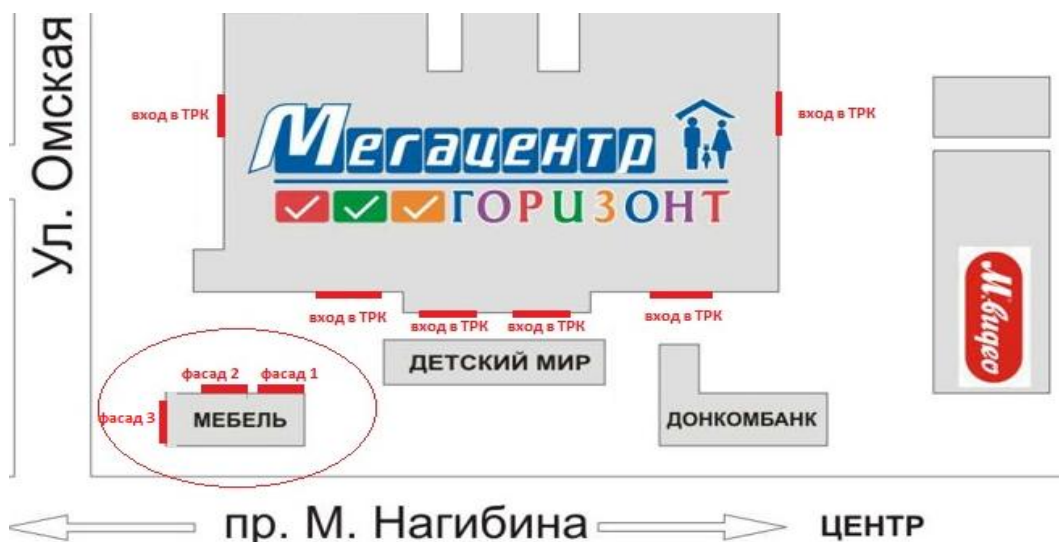 Ул. Омская
вход в ТРК
вход в ТРК
Мегацентр
ГОРИЗОНТ
М.видео
вход в ТРК
вход в ТРК
вход в ТРК
вход в ТРК
ДЕТСКИЙ МИР
фасад 2
фасад 1
фасад 3
МЕБЕЛЬ
ДОНКОМБАНК
пр. М. Нагибина
ЦЕНТР